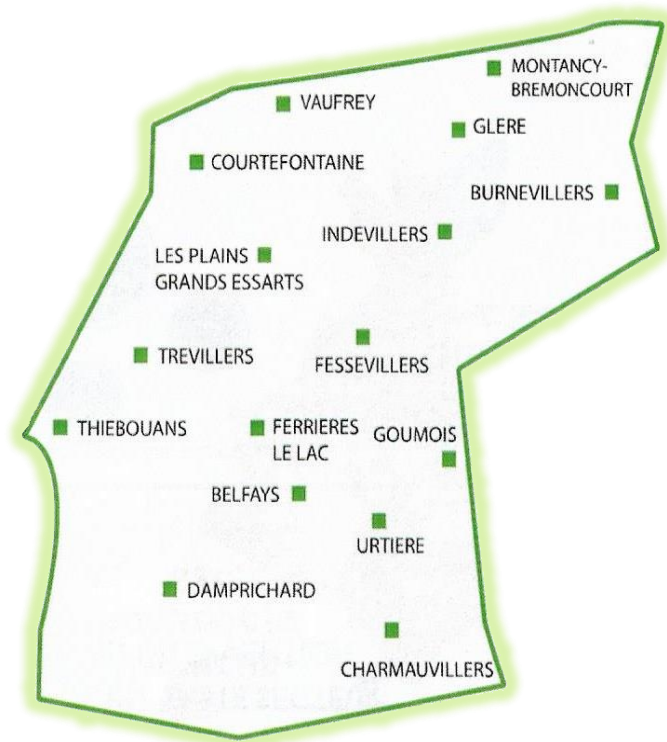 MONTANCY-
BREMONCOURT
VAUFREY
GLERE
COURTEFONTAINE
BURNEVILLERS
INDEVILLERS
LES PLAINS
GRANDS ESSARTS
TREVILLERS
FESSEVILLERS
THIEBOUANS
FERRIERES
LE LAC
GOUMOIS
BELFAYS
URTIERE
DAMPRICHARD
CHARMAUVILLERS